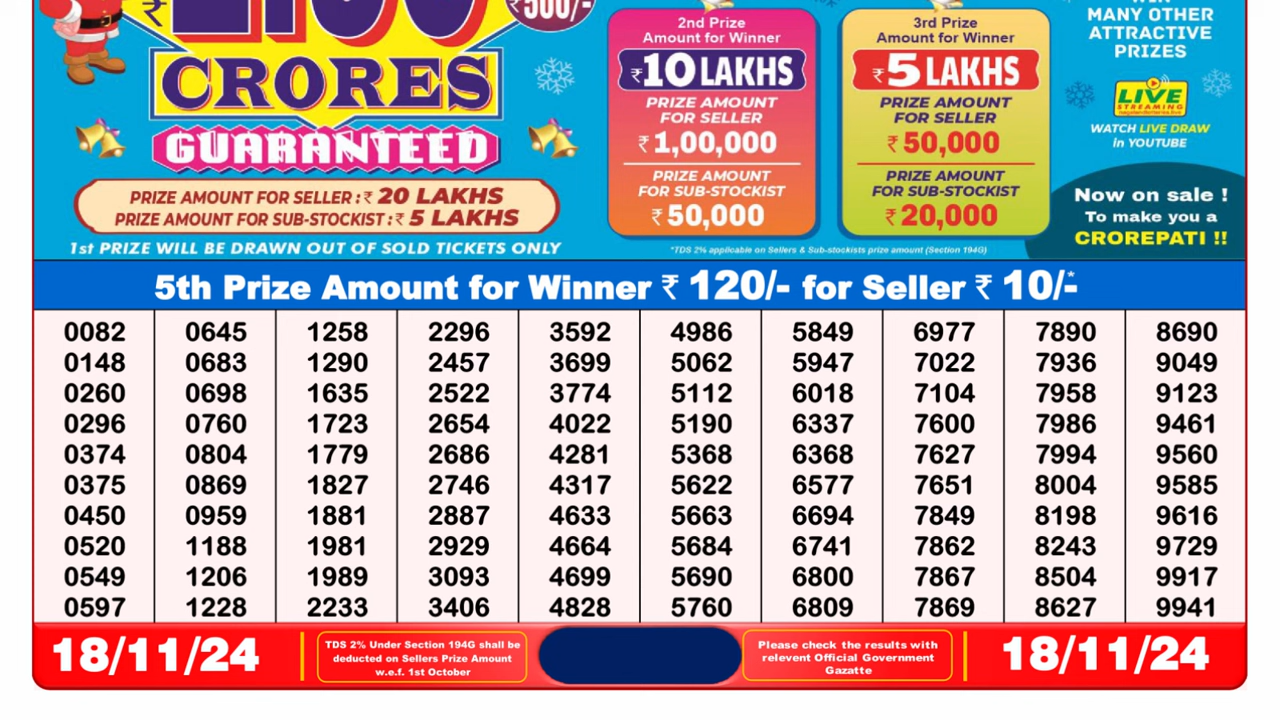 ₹500/-
CRORES
GUARANTEED
PRIZE AMOUNT FOR SELLER :₹ 20 LAKHS
PRIZE AMOUNT FOR SUB-STOCKIST :₹ 5 LAKHS
1st PRIZE WILL BE DRAWN OUT OF SOLD TICKETS ONLY
2nd Prize
Amount for Winner
₹10 LAKHS
PRIZE AMOUNT
FOR SELLER
₹ 1,00,000
PRIZE AMOUNT
FOR SUB-STOCKIST
₹ 50,000
3rd Prize
Amount for Winner
₹ 5 LAKHS
PRIZE AMOUNT
FOR SELLER
₹ 50,000
PRIZE AMOUNT
FOR SUB-STOCKIST
₹ 20,000
*TDS 2% applicable on Sellers & Sub-stockists prize amount (Section 194G)
MANY OTHER
ATTRACTIVE
PRIZES
LIVE
STREAMING
WATCH LIVE DRAW
in YOUTUBE
Now on sale !
To make you a
CROREPATI !!
5th Prize Amount for Winner ₹ 120/- for Seller ₹ 10/-*
0082 0645 1258 2296 3592 4986 5849 6977 7890 8690
0148 0683 1290 2457 3699 5062 5947 7022 7936 9049
0260 0698 1635 2522 3774 5112 6018 7104 7958 9123
0296 0760 1723 2654 4022 5190 6337 7600 7986 9461
0374 0804 1779 2686 4281 5368 6368 7627 7994 9560
0375 0869 1827 2746 4317 5622 6577 7651 8004 9585
0450 0959 1881 2887 4633 5663 6694 7849 8198 9616
0520 1188 1981 2929 4664 5684 6741 7862 8243 9729
0549 1206 1989 3093 4699 5690 6800 7867 8504 9917
0597 1228 2233 3406 4828 5760 6809 7869 8627 9941
18/11/24
TDS 2% Under Section 194G shall be
deducted on Sellers Prize Amount
w.e.f. 1st October
Please check the results with
relevent Official Government
Gazatte
18/11/24